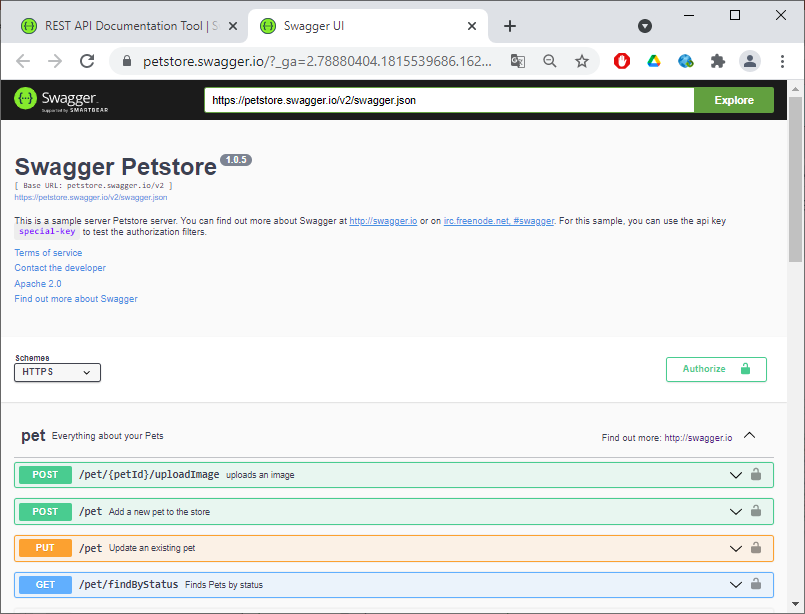 REST API Documentation Tool | S
Swagger UI
petstore.swagger.io/?_ga=2.78880404.1815539686.162...
Swagger
Supported by SMARTBEAR
https://petstore.swagger.io/v2/swagger.json
Explore
Swagger Petstore 1.0.5
[ Base URL: petstore.swagger.io/v2 ]
https://petstore.swagger.io/v2/swagger.json
This is a sample server Petstore server. You can find out more about Swagger at http://swagger.io or on irc.freenode.net, #swagger. For this sample, you can use the api key
special-key to test the authorization filters.
Terms of service
Contact the developer
Apache 2.0
Find out more about Swagger
Schemes
HTTPS
Authorize
pet Everything about your Pets
Find out more: http://swagger.io
POST /pet/{petId}/uploadImage uploads an image
POST /pet Add a new pet to the store
PUT /pet Update an existing pet
GET /pet/findByStatus Finds Pets by status